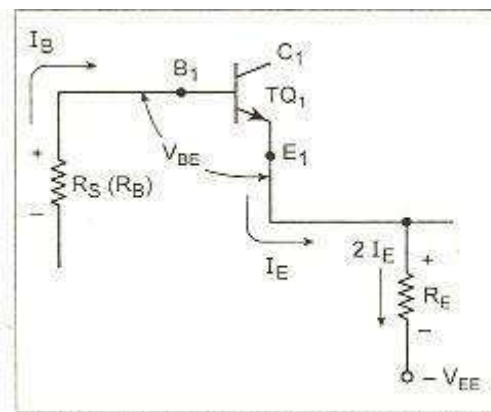 I_B
B_1
C_1
TQ_1
+
V_BE
E_1
R_S (R_B)
–
I_E
2 I_E
+
R_E
–
– V_EE